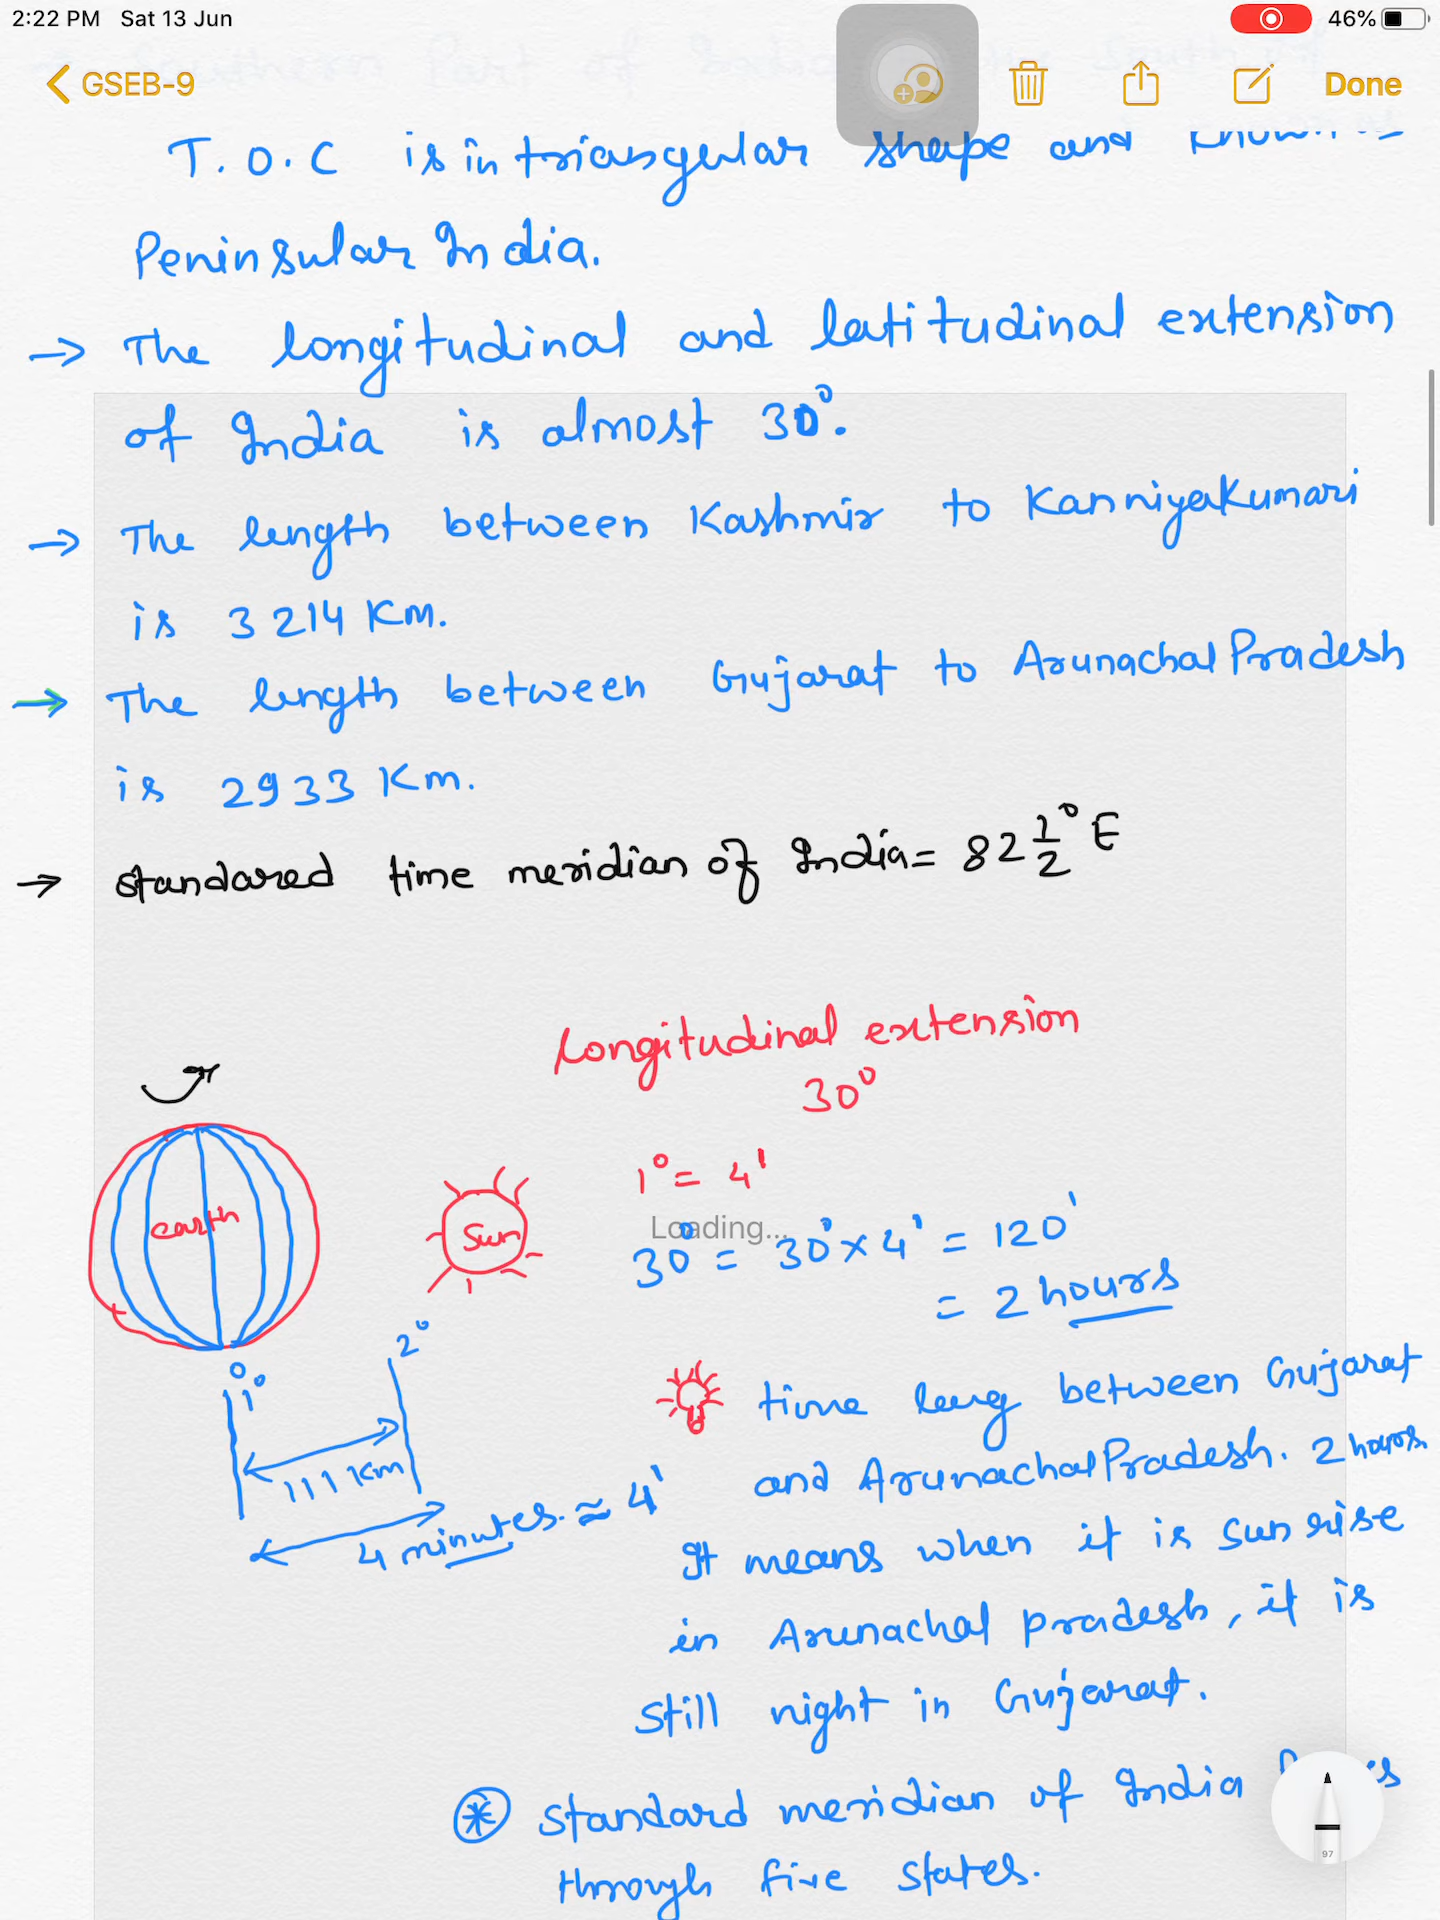 2:22 PM Sat 13 Jun 46%
GSEB-9 Done
T.O.C is in triangular shape and
Peninsular India.
→ The longitudinal and latitudinal extension
of India is almost 30°.
→ The length between Kashmir to Kanniyakumari
is 3214 Km.
→ The length between Gujarat to Arunachal Pradesh
is 2933 Km.
→ standared time meridian of India = 82 1/2° E
Longitudinal extension
30°
1° = 4'
Loading...
30° = 30° × 4' = 120'
= 2 hours
earth
Sun
1°
2°
111 Km
4 minutes. ≈ 4'
time leg between Gujarat
and Arunachal Pradesh. 2 hours.
It means when it is sun rise
in Arunachal pradesh, it is
still night in Gujarat.
* standard meridian of India
through five states.
97